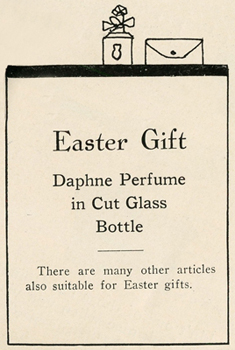 Easter Gift
Daphne Perfume
in Cut Glass
Bottle
There are many other articles
also suitable for Easter gifts.